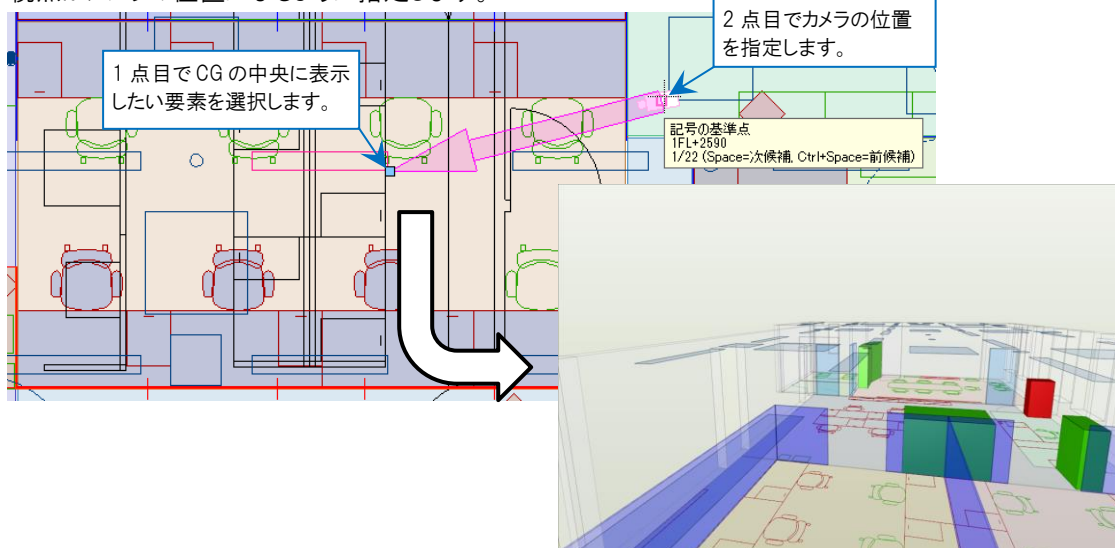 2 点目でカメラの位置
を指定します。
1 点目で CG の中央に表示
したい要素を選択します。
記号の基準点
1FL+2590
1/22 (Space=次候補, Ctrl+Space=前候補)